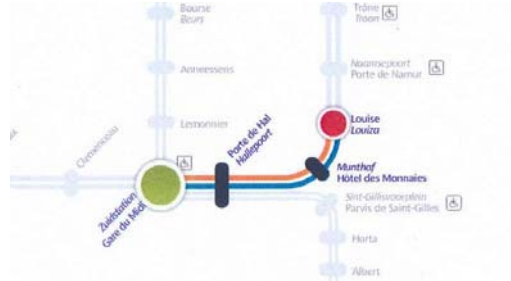 Bourse
Beurs
Trône
Troon
Anneessens
Naamsepoort
Porte de Namur
Lemonnier
Louise
Louiza
Clemenceau
Porte de Hal
Hallepoort
Munthof
Hôtel des Monnaies
Zuidstation
Gare du Midi
Sint-Gillisvoorplein
Parvis de Saint-Gilles
Horta
Albert